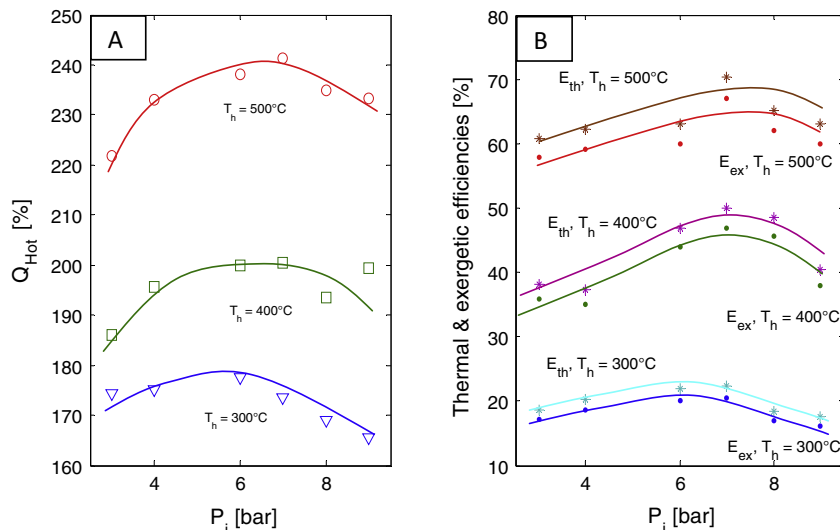 A
250
240
230
220
210
200
190
180
170
160
Q_Hot [%]
T_h = 500°C
T_h = 400°C
T_h = 300°C
4
6
8
P_i [bar]
B
80
70
60
50
40
30
20
10
Thermal & exergetic efficiencies [%]
E_th, T_h = 500°C
E_ex, T_h = 500°C
E_th, T_h = 400°C
E_ex, T_h = 400°C
E_th, T_h = 300°C
E_ex, T_h = 300°C
4
6
8
P_i [bar]